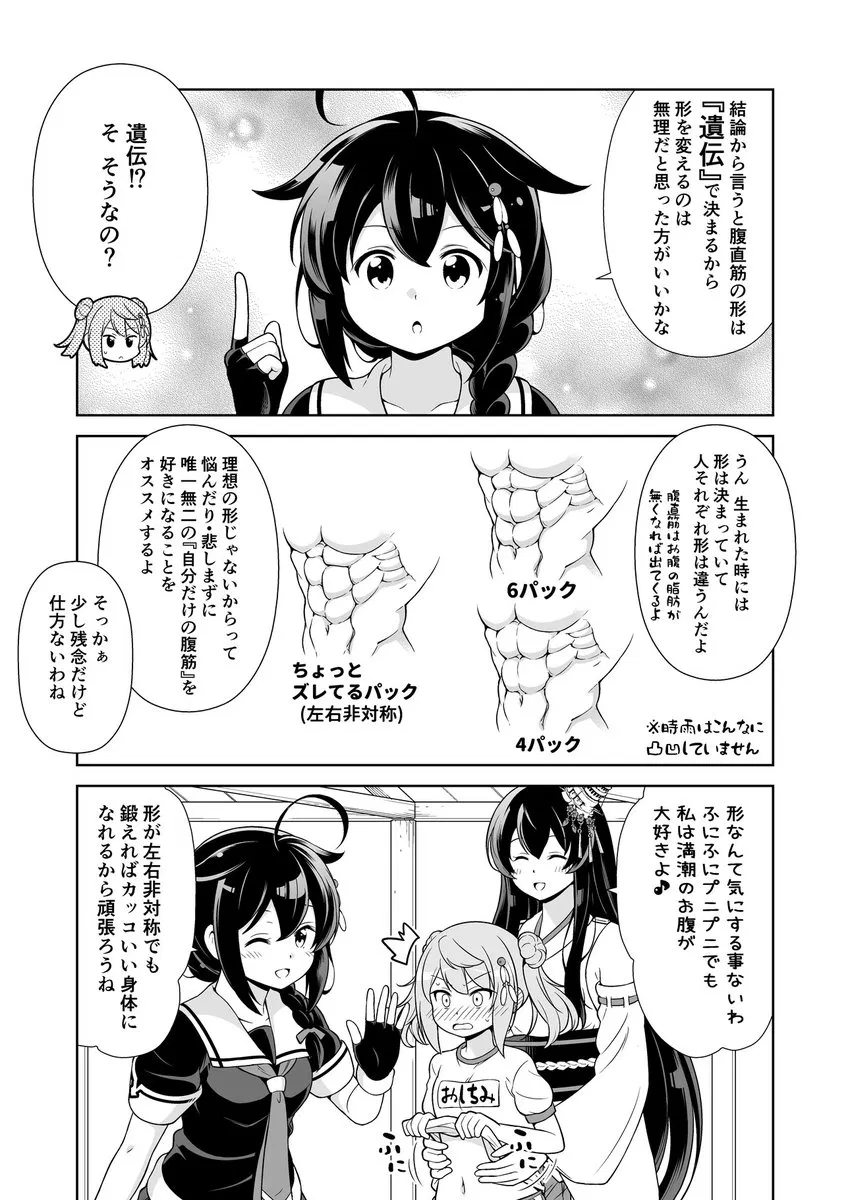 結論から言うと腹直筋の形は
『遺伝』で決まるから
形を変えるのは
無理だと思った方がいいかな
遺伝!?
そ そうなの?
うん 生まれた時には
形は決まっていて
人それぞれ形は違うんだよ
腹直筋はお腹の脂肪が
無くなれば出てくるよ
6パック
4パック
※時雨はこんなに
凸凹していません
ちょっと
ズレてるパック
(左右非対称)
理想の形じゃないからって
悩んだり・悲しまずに
唯一無二の『自分だけの腹筋』を
好きになることを
オススメするよ
そっかぁ
少し残念だけど
仕方ないわね
形なんて気にする事ないわ
ふにふにプニプニでも
私は満潮のお腹が
大好きよ♪
形が左右非対称でも
鍛えればカッコいい身体に
なれるから頑張ろうね
みちしお
ふに
ぷに